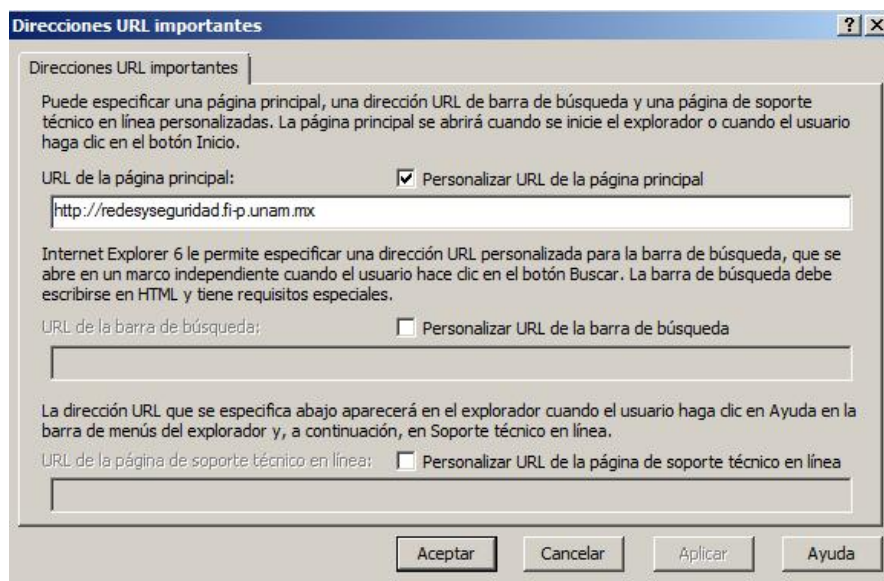 Direcciones URL importantes
Direcciones URL importantes
Puede especificar una página principal, una dirección URL de barra de búsqueda y una página de soporte
técnico en línea personalizadas. La página principal se abrirá cuando se inicie el explorador o cuando el usuario
haga clic en el botón Inicio.
URL de la página principal: Personalizar URL de la página principal
http://redesyseguridad.fi-p.unam.mx
Internet Explorer 6 le permite especificar una dirección URL personalizada para la barra de búsqueda, que se
abre en un marco independiente cuando el usuario hace clic en el botón Buscar. La barra de búsqueda debe
escribirse en HTML y tiene requisitos especiales.
URL de la barra de búsqueda: Personalizar URL de la barra de búsqueda
La dirección URL que se especifica abajo aparecerá en el explorador cuando el usuario haga clic en Ayuda en la
barra de menús del explorador y, a continuación, en Soporte técnico en línea.
URL de la página de soporte técnico en línea: Personalizar URL de la página de soporte técnico en línea
Aceptar Cancelar Aplicar Ayuda